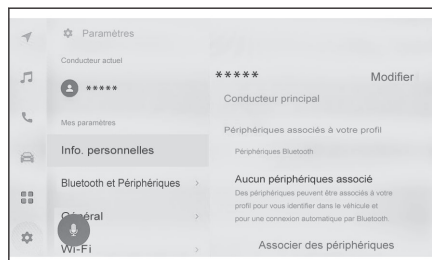 Paramètres
Conducteur actuel
*****
Mes paramètres
Info. personnelles
Bluetooth et Périphériques
Général
Wi-Fi
*****
Modifier
Conducteur principal
Périphériques associés à votre profil
Périphériques Bluetooth
Aucun périphériques associé
Des périphériques peuvent être associés à votre
profil pour vous identifier dans le véhicule et
pour une connexion automatique par Bluetooth.
Associer des périphériques